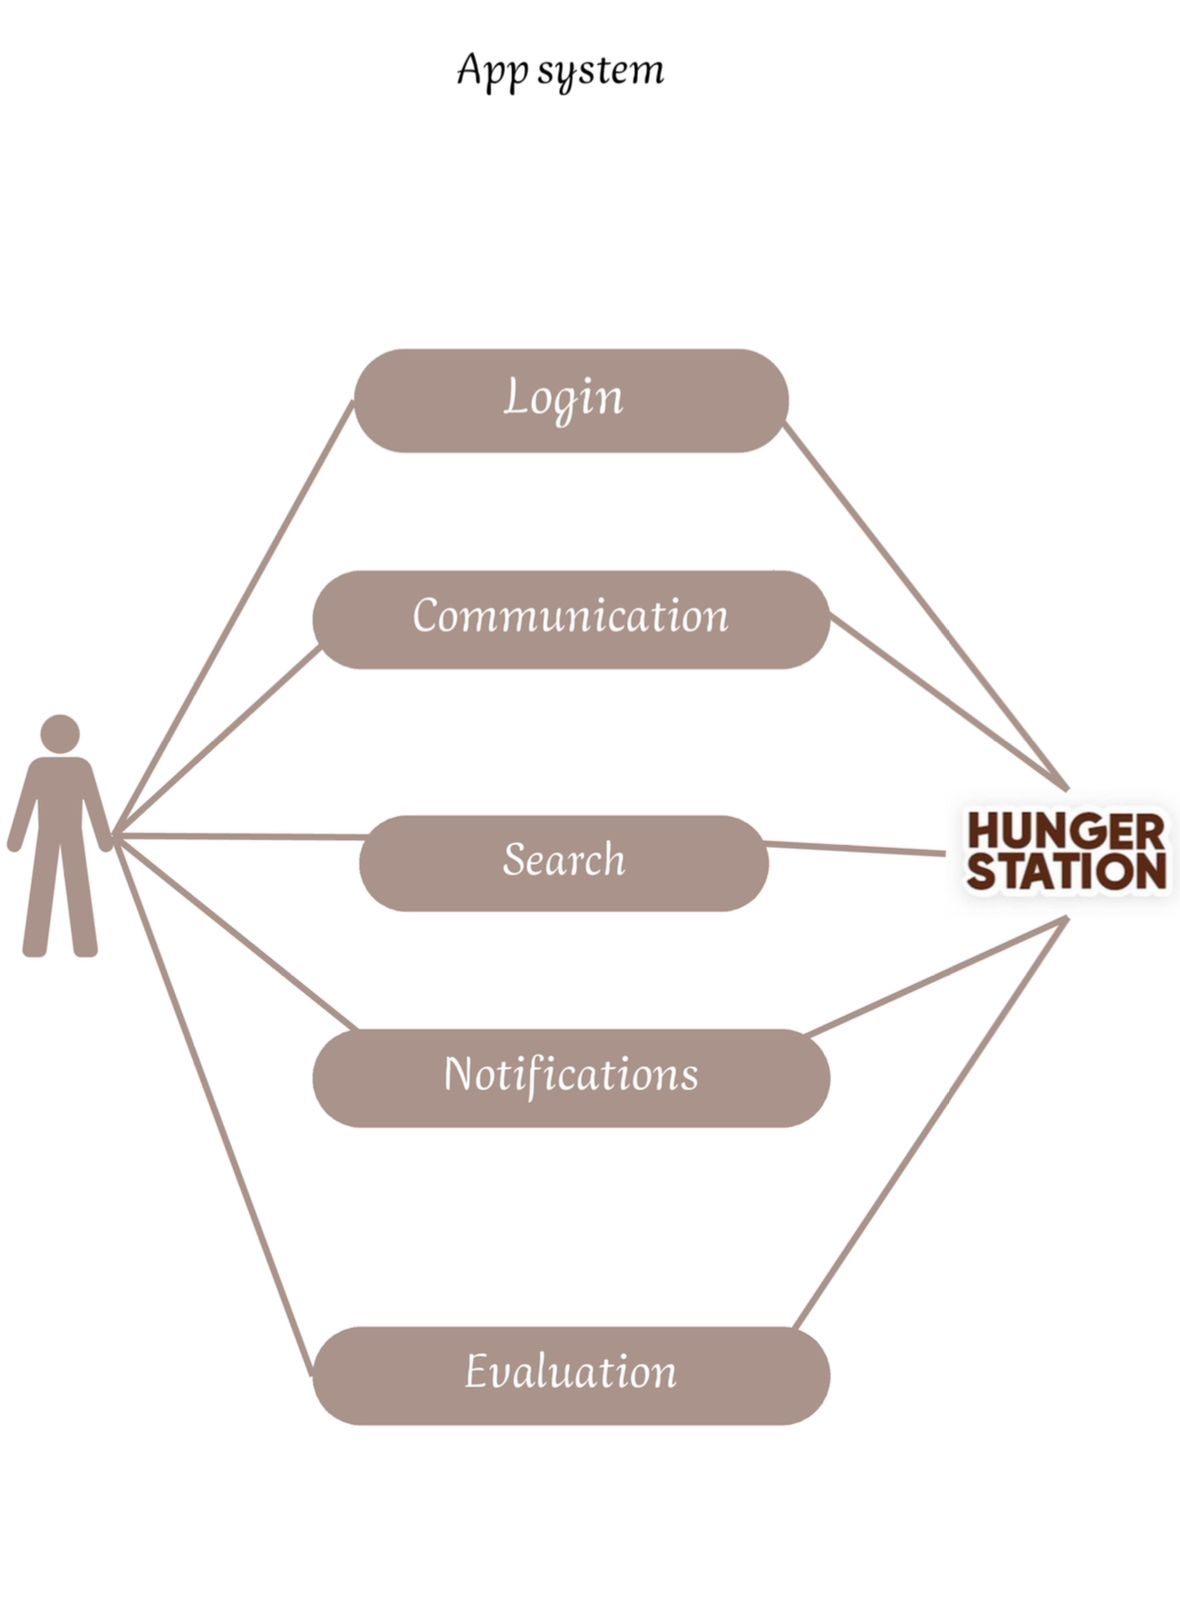 App system
Login
Communication
Search
HUNGER
STATION
Notifications
Evaluation